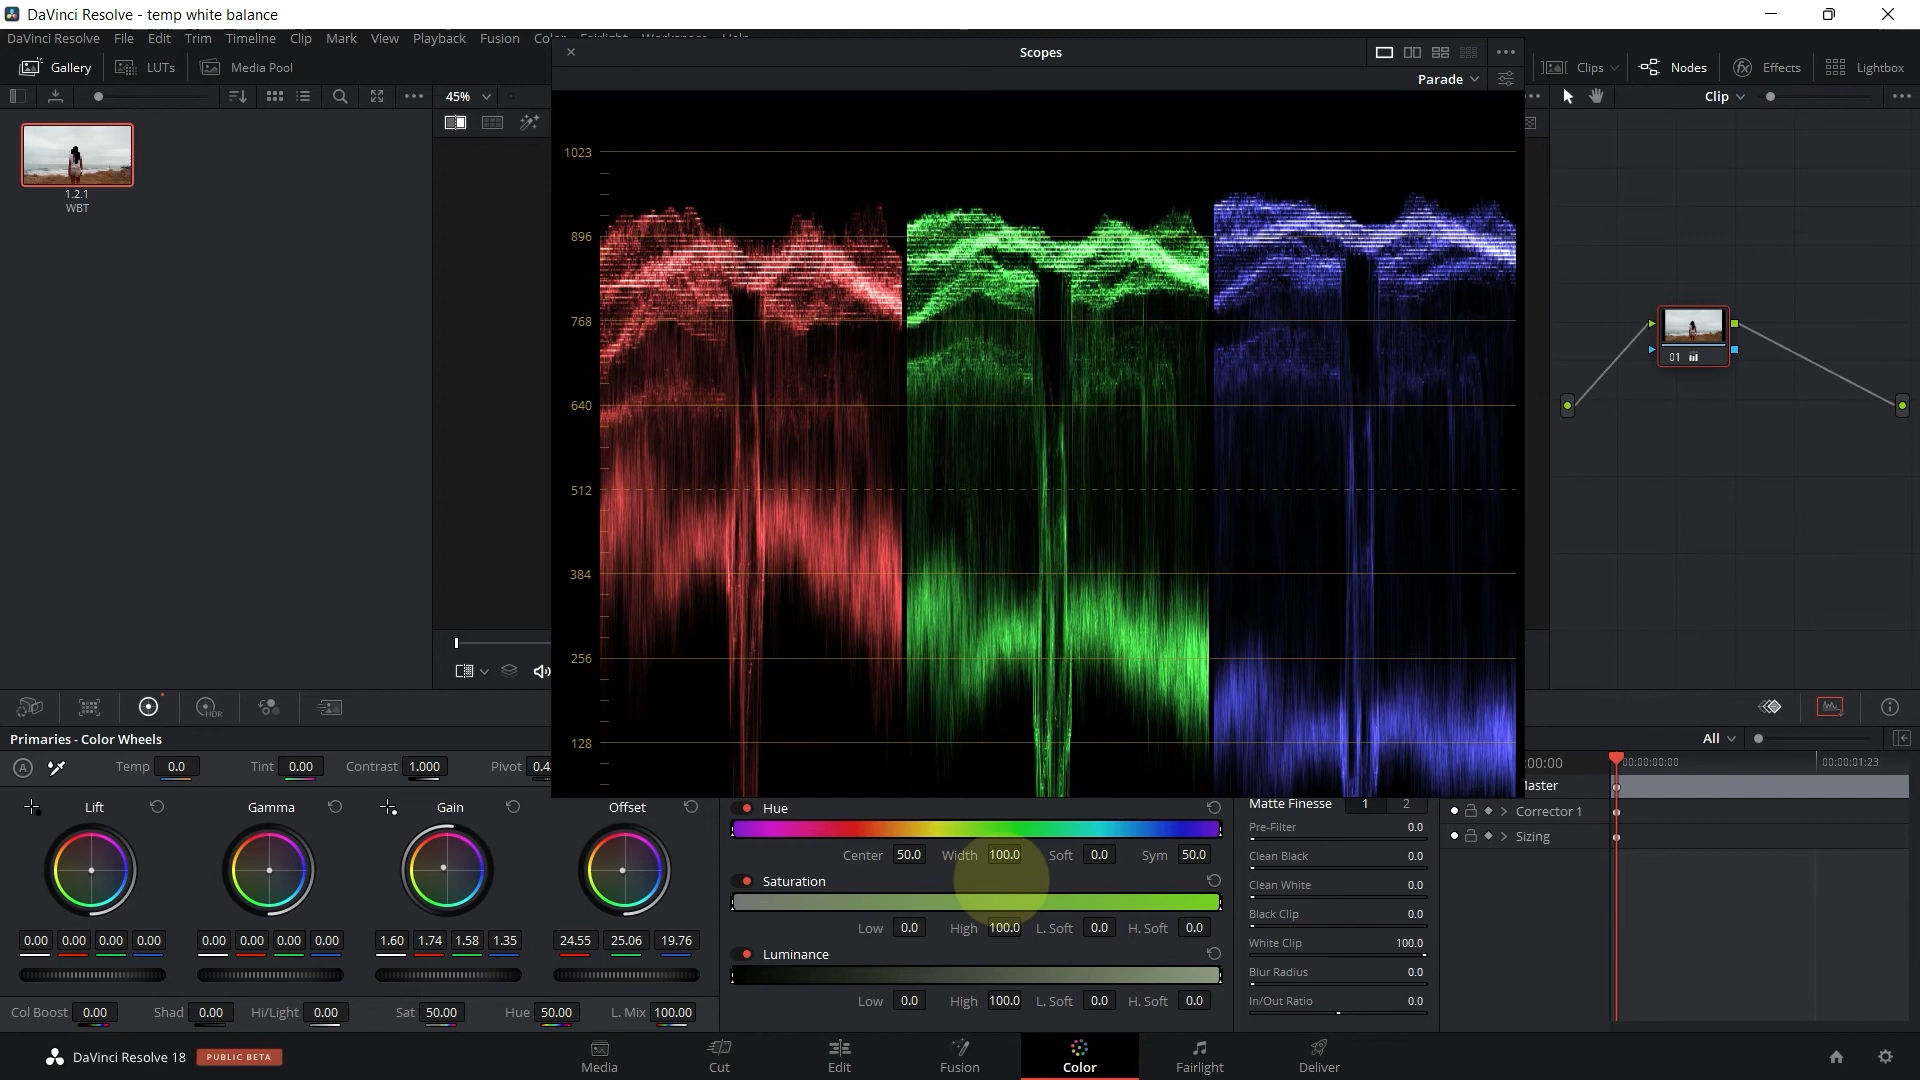 DaVinci Resolve - temp white balance
DaVinci Resolve File Edit Trim Timeline Clip Mark View Playback Fusion
Scopes
Gallery LUTs Media Pool
Clips Nodes Effects Lightbox
Parade
45%
Clip
1023
896
768
640
512
384
256
128
1.2.1
WBT
01
HDR
Primaries - Color Wheels
All
A Temp 0.0 Tint 0.00 Contrast 1.000 Pivot 0.4
:00:00 00:00:00:00 00:00:01:23
Master
Lift Gamma Gain Offset
Hue
Center 50.0 Width 100.0 Soft 0.0 Sym 50.0
Saturation
Low 0.0 High 100.0 L. Soft 0.0 H. Soft 0.0
Luminance
Low 0.0 High 100.0 L. Soft 0.0 H. Soft 0.0
Matte Finesse 1 2
Pre-Filter 0.0
Clean Black 0.0
Clean White 0.0
Black Clip 0.0
White Clip 100.0
Blur Radius 0.0
In/Out Ratio 0.0
Corrector 1
Sizing
0.00 0.00 0.00 0.00 0.00 0.00 0.00 0.00 1.60 1.74 1.58 1.35 24.55 25.06 19.76
Col Boost 0.00 Shad 0.00 Hi/Light 0.00 Sat 50.00 Hue 50.00 L. Mix 100.00
DaVinci Resolve 18 PUBLIC BETA
Media Cut Edit Fusion Color Fairlight Deliver